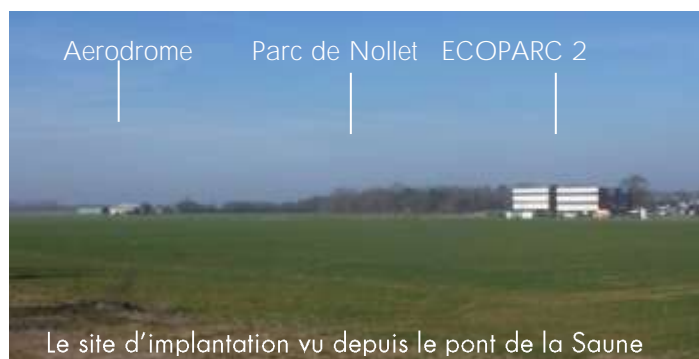 Aerodrome Parc de Nollet ECOPARC 2
Le site d'implantation vu depuis le pont de la Saune